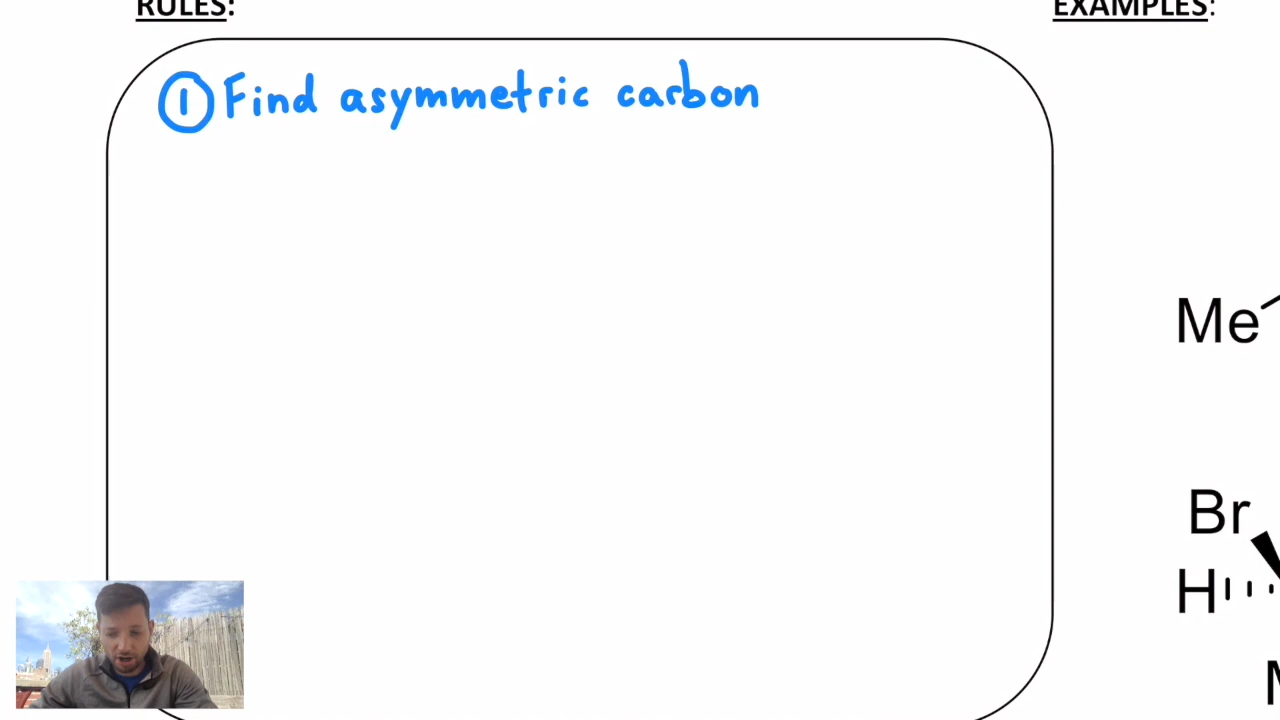 RULES:
EXAMPLES:
① Find asymmetric carbon
Me
Br
H